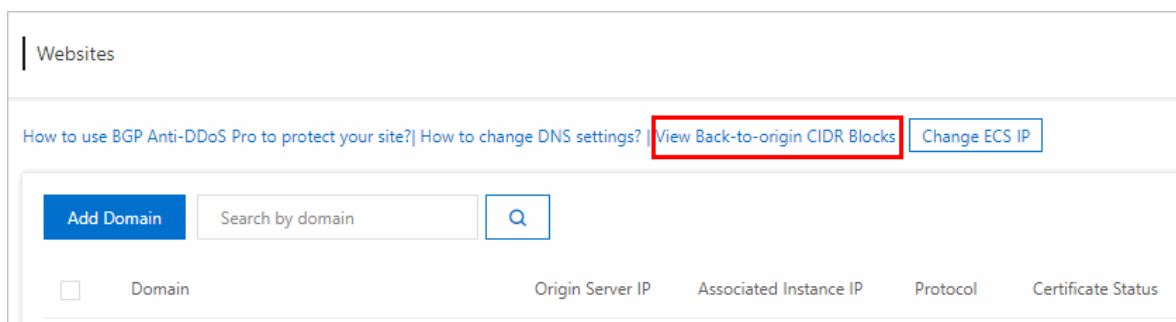 Websites
How to use BGP Anti-DDoS Pro to protect your site?| How to change DNS settings? | View Back-to-origin CIDR Blocks Change ECS IP
Add Domain Search by domain
Domain Origin Server IP Associated Instance IP Protocol Certificate Status